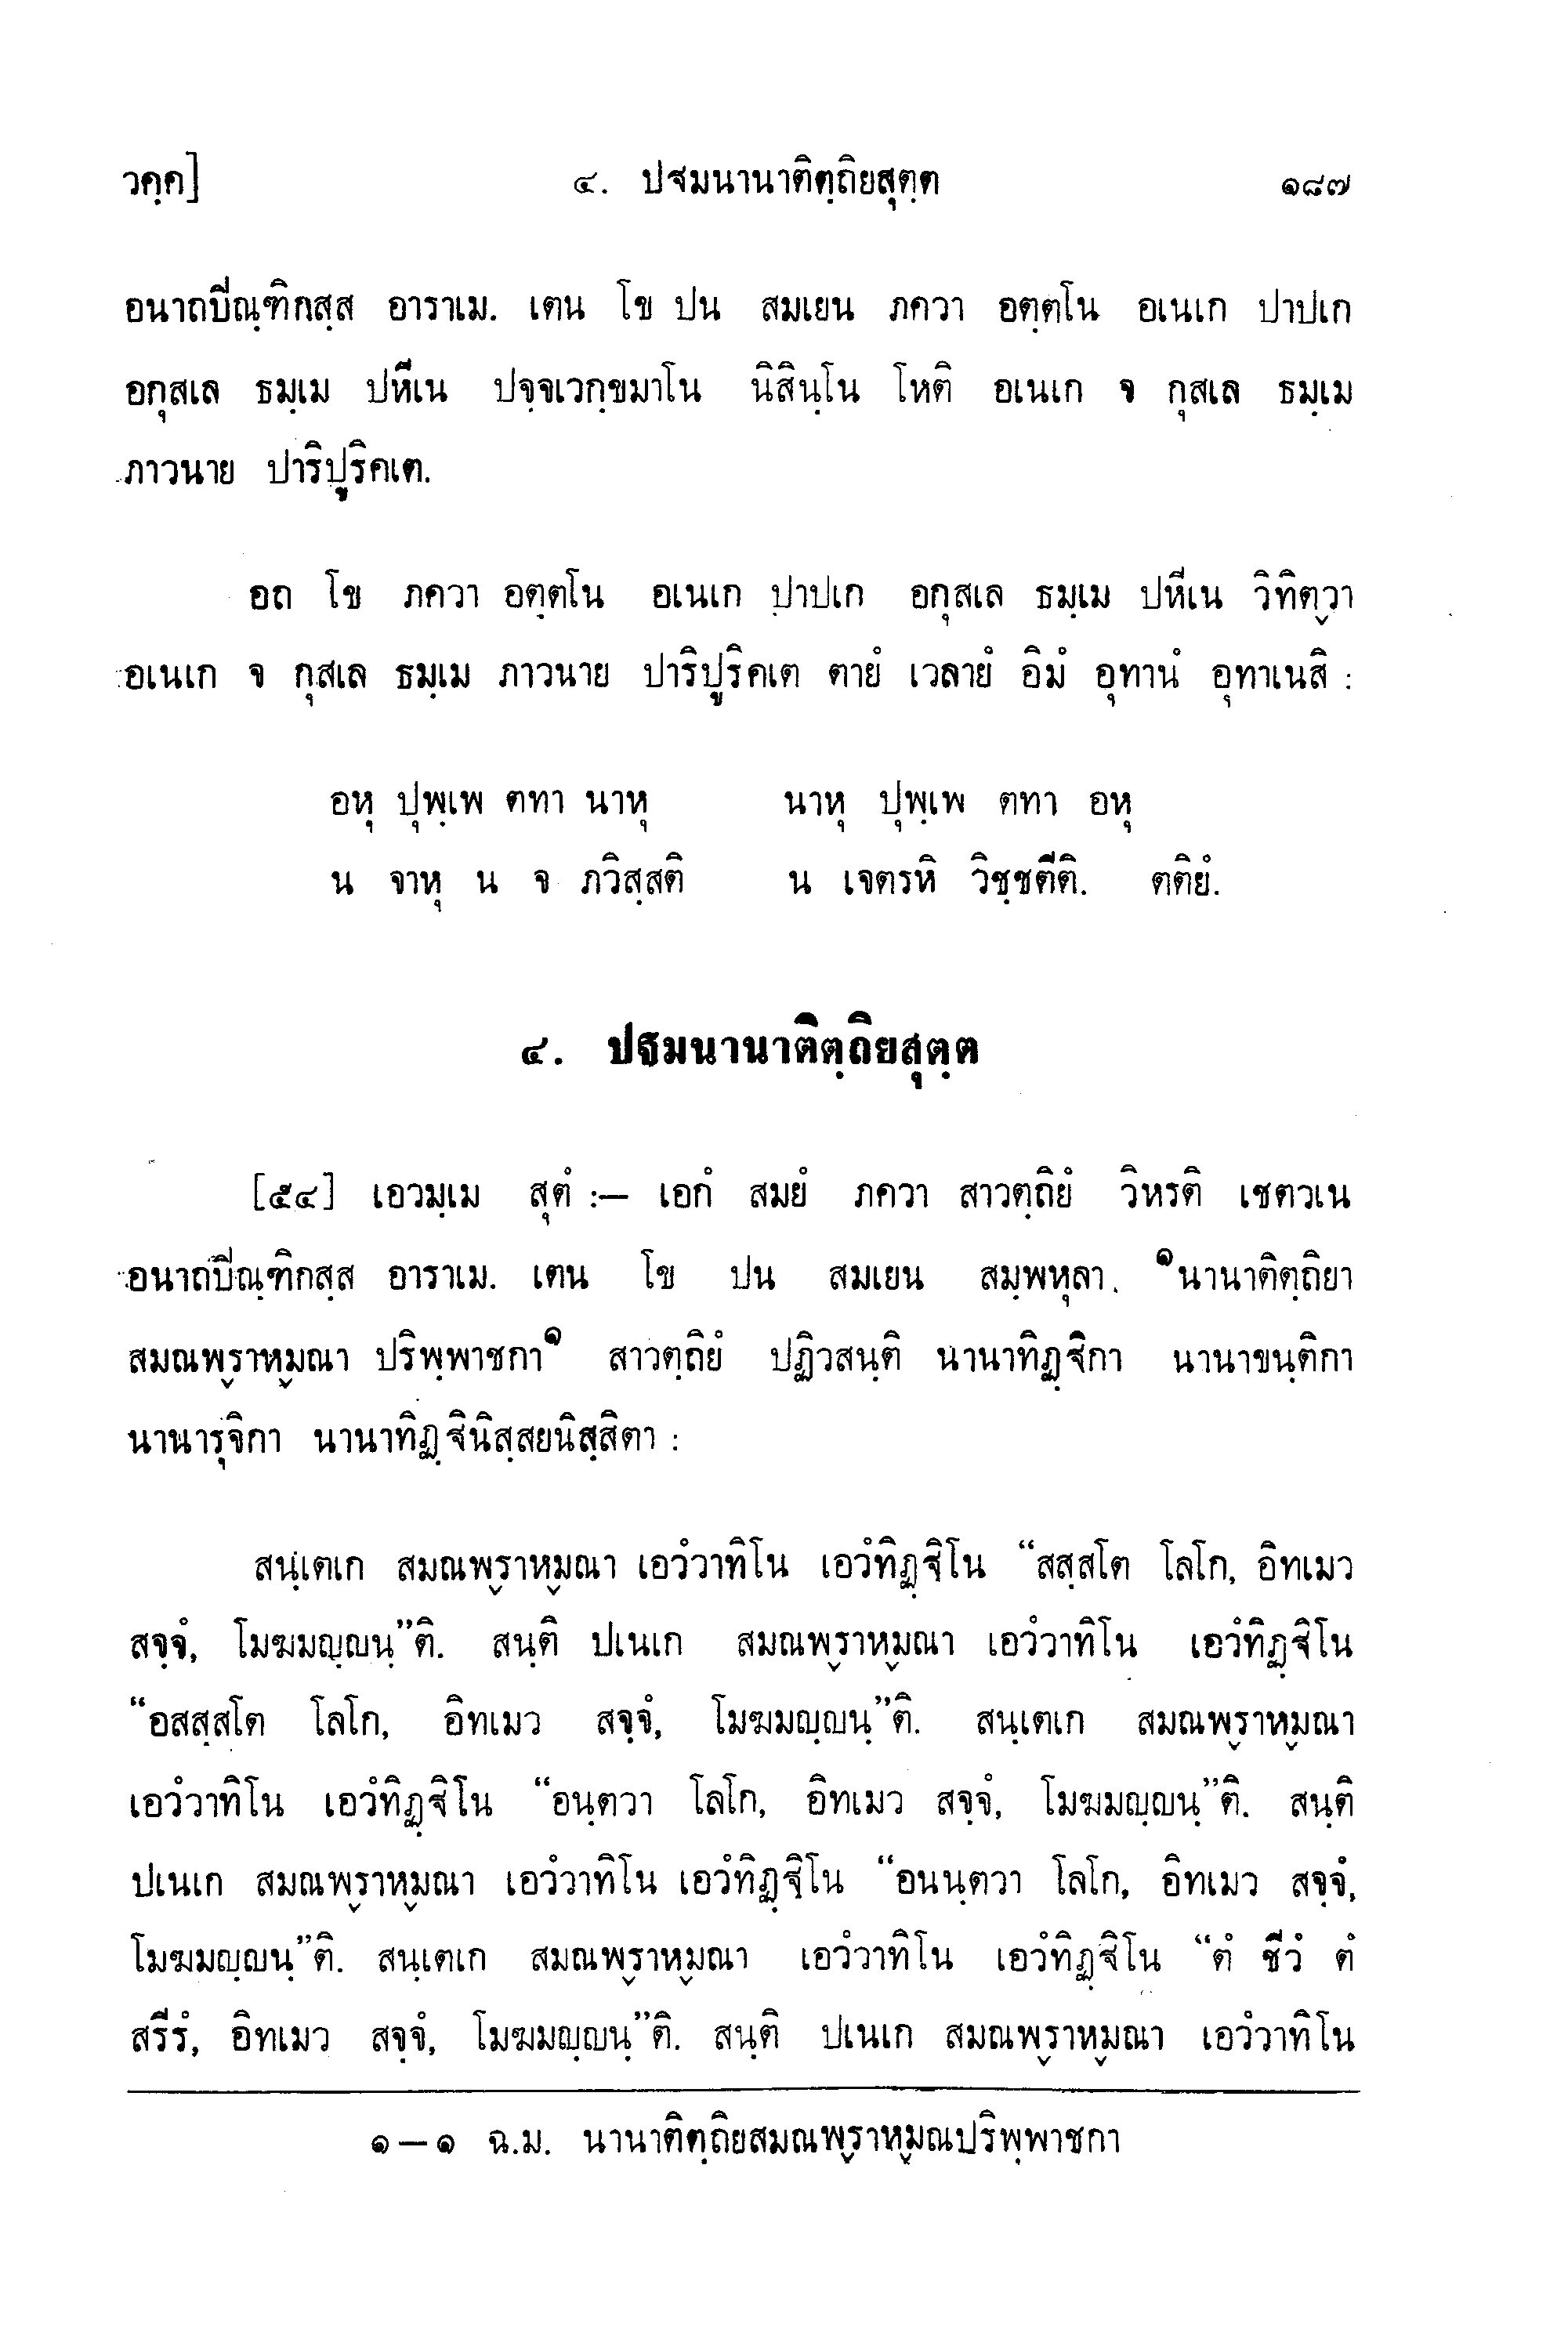 วคฺค] ๔. ปฐมนานาติตฺถิยสุตฺต ๑๘๗
อนาถปิณฺฑิกสฺส อาราเม. เตน โข ปน สมเยน ภควา อตฺตโน อเนเก ปาปเก
อกุสเล ธมฺเม ปหีเน ปจฺจเวกฺขมาโน นิสินฺโน โหติ อเนเก จ กุสเล ธมฺเม
ภาวนาย ปาริปูริคเต.
อถ โข ภควา อตฺตโน อเนเก ปาปเก อกุสเล ธมฺเม ปหีเน วิทิตฺวา
อเนเก จ กุสเล ธมฺเม ภาวนาย ปาริปูริคเต ตายํ เวลายํ อิมํ อุทานํ อุทาเนสิ :
อหุ ปุพฺเพ ตทา นาหุ นาหุ ปุพฺเพ ตทา อหุ
น จาหุ น จ ภวิสฺสติ น เจตรหิ วิชฺชตีติ. ตติยํ.
๔. ปฐมนานาติตฺถิยสุตฺต
[๕๔] เอวมฺเม สุตํ :— เอกํ สมยํ ภควา สาวตฺถิยํ วิหรติ เชตวเน
อนาถปิณฺฑิกสฺส อาราเม. เตน โข ปน สมเยน สมฺพหุลา ๑นานาติตฺถิยา
สมณพฺราหฺมณา ปริพฺพาชกา๑ สาวตฺถิยํ ปฏิวสนฺติ นานาทิฏฺฐิกา นานาขนฺติกา
นานารุจิกา นานาทิฏฺฐินิสฺสยนิสฺสิตา :
สนฺเตเก สมณพฺราหฺมณา เอวํวาทิโน เอวํทิฏฺฐิโน “สสฺสโต โลโก, อิทเมว
สจฺจํ, โมฆมญฺญนฺ”ติ. สนฺติ ปเนเก สมณพฺราหฺมณา เอวํวาทิโน เอวํทิฏฺฐิโน
“อสสฺสโต โลโก, อิทเมว สจฺจํ, โมฆมญฺญนฺ”ติ. สนฺเตเก สมณพฺราหฺมณา
เอวํวาทิโน เอวํทิฏฺฐิโน “อนฺตวา โลโก, อิทเมว สจฺจํ, โมฆมญฺญนฺ”ติ. สนฺติ
ปเนเก สมณพฺราหฺมณา เอวํวาทิโน เอวํทิฏฺฐิโน “อนนฺตวา โลโก, อิทเมว สจฺจํ,
โมฆมญฺญนฺ”ติ. สนฺเตเก สมณพฺราหฺมณา เอวํวาทิโน เอวํทิฏฺฐิโน “ตํ ชีวํ ตํ
สรีรํ, อิทเมว สจฺจํ, โมฆมญฺญนฺ”ติ. สนฺติ ปเนเก สมณพฺราหฺมณา เอวํวาทิโน
๑—๑ ฉ.ม. นานาติตฺถิยสมณพฺราหฺมณปริพฺพาชกา